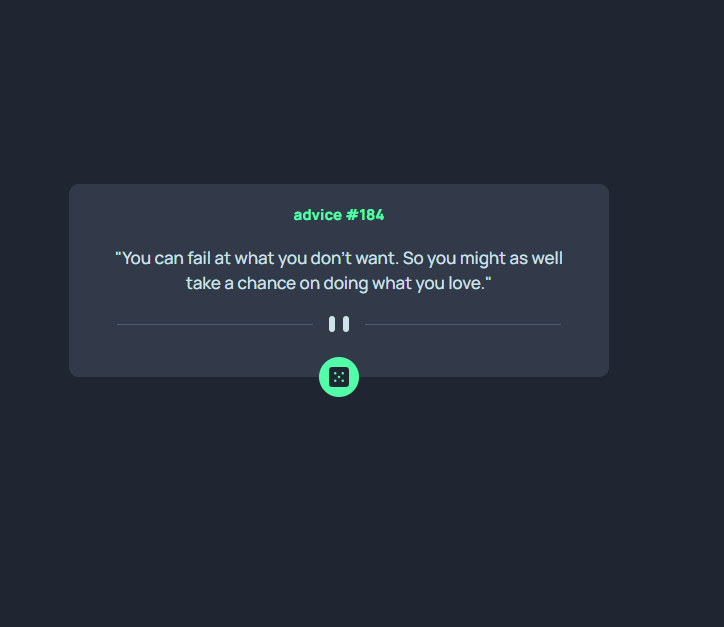 advice #184
"You can fail at what you don't want. So you might as well
take a chance on doing what you love."